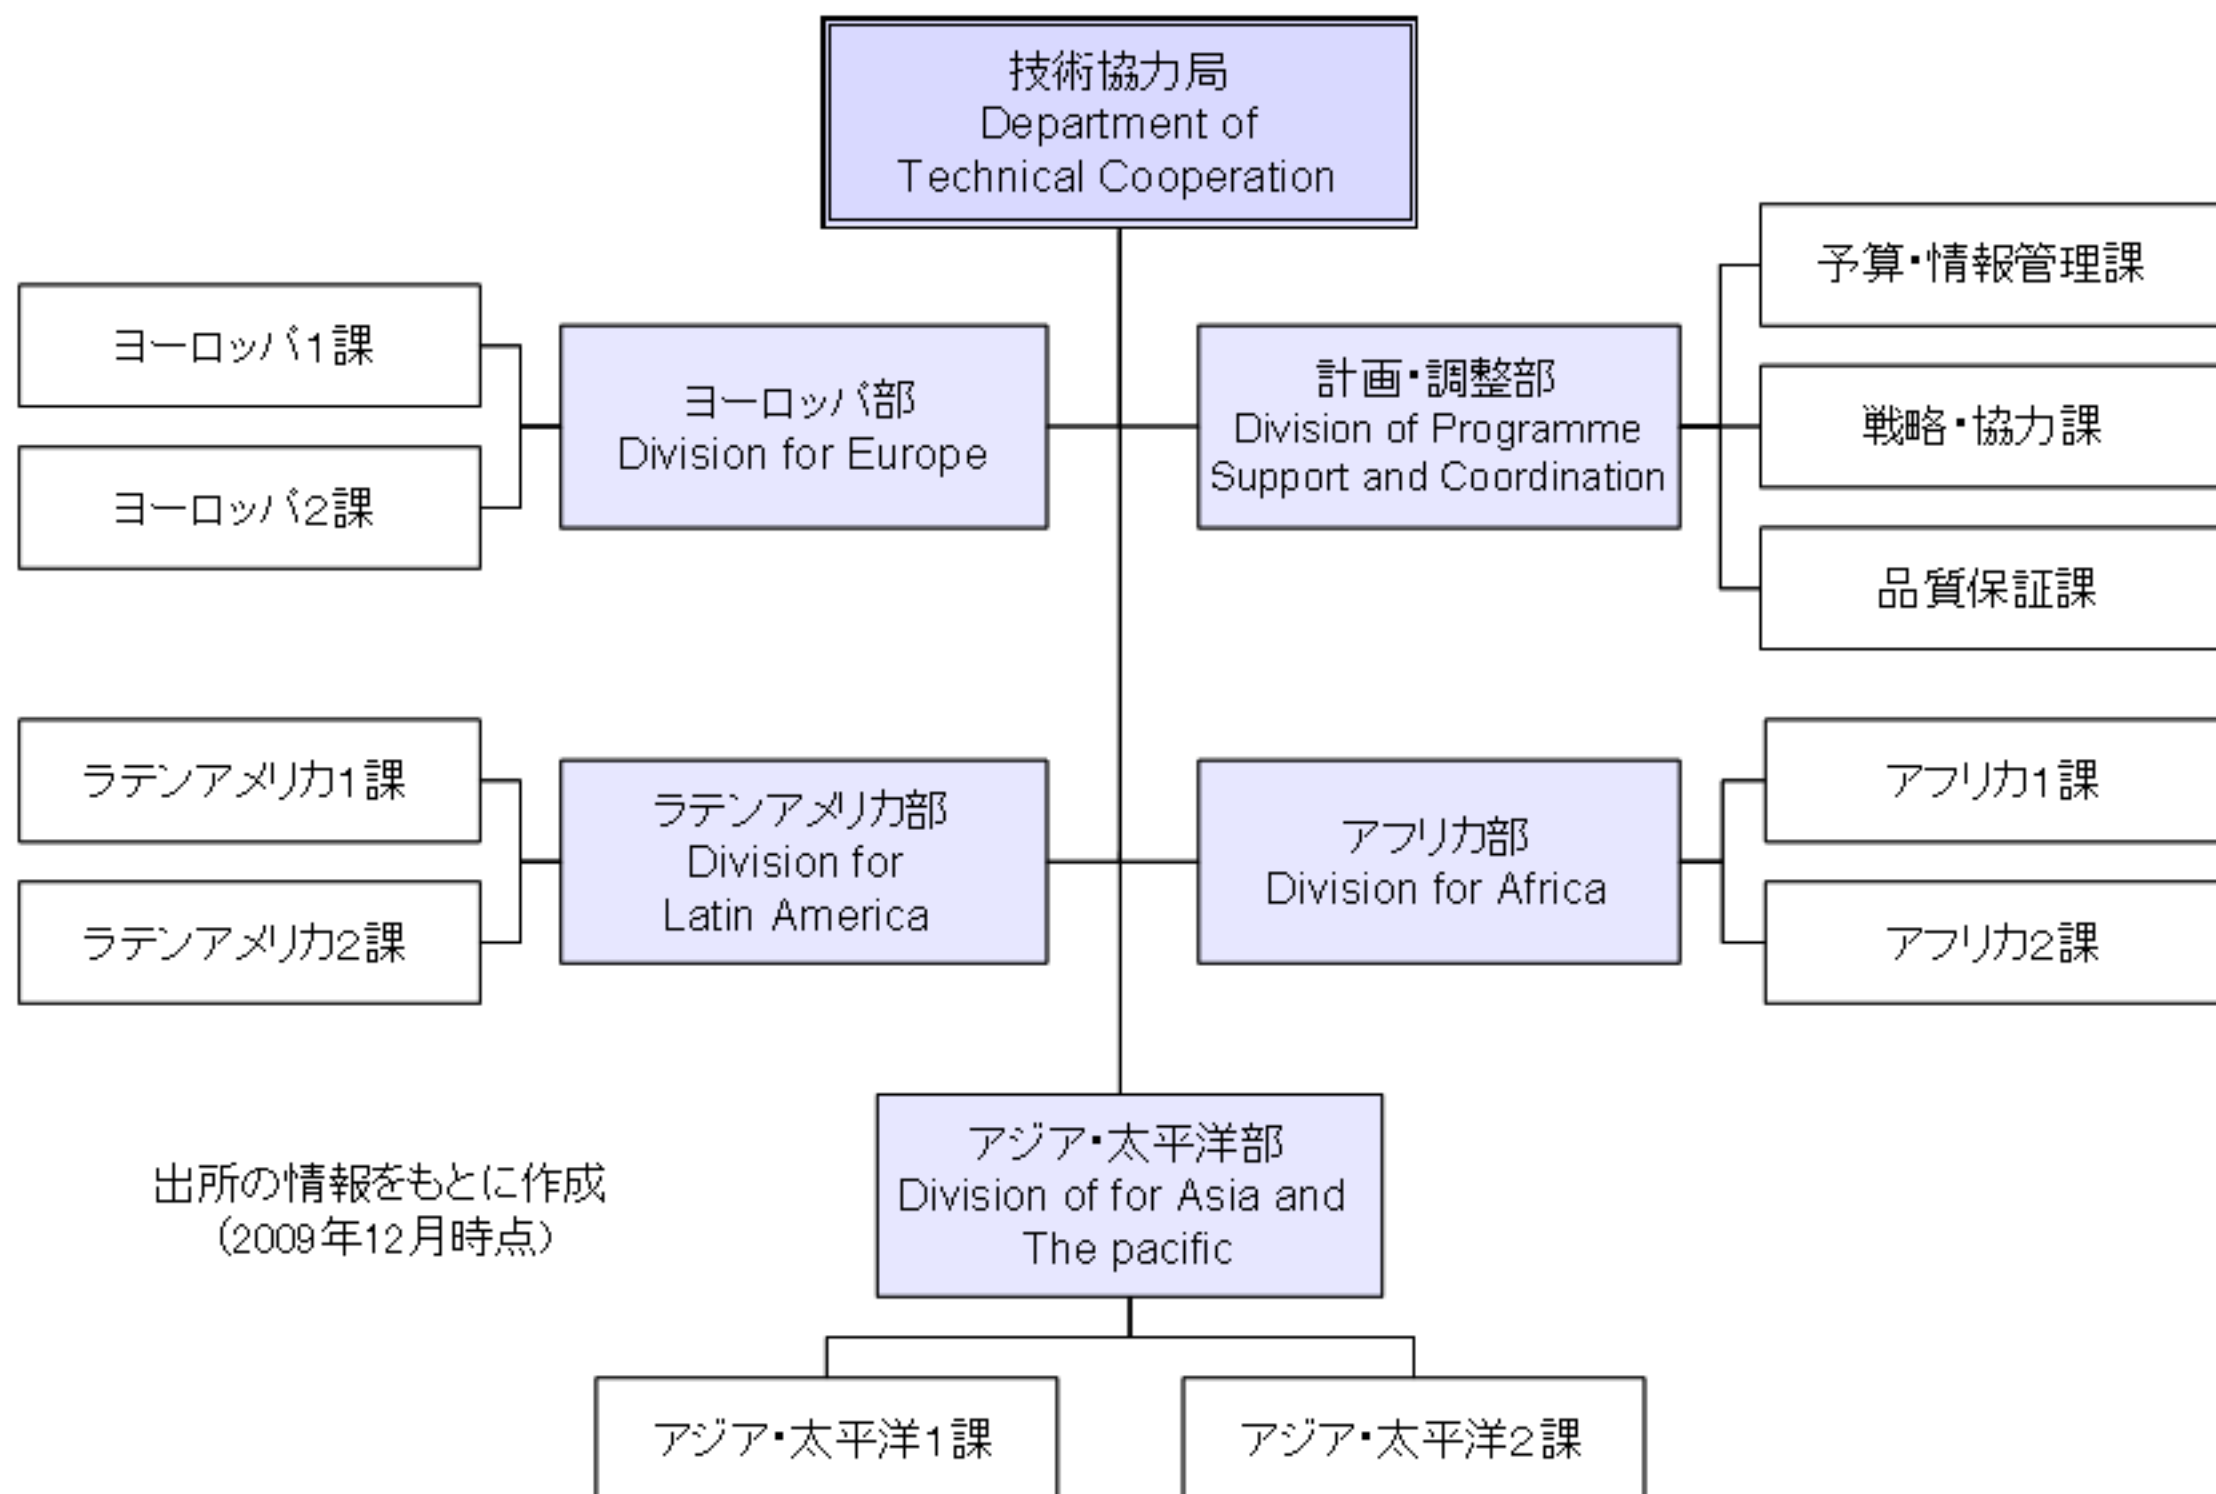 技術協力局
Department of
Technical Cooperation
予算・情報管理課
ヨーロッパ1課
ヨーロッパ部
Division for Europe
計画・調整部
Division of Programme
Support and Coordination
戦略・協力課
ヨーロッパ2課
品質保証課
ラテンアメリカ1課
ラテンアメリカ部
Division for
Latin America
アフリカ部
Division for Africa
アフリカ1課
ラテンアメリカ2課
アフリカ2課
アジア・太平洋部
Division of for Asia and
The pacific
出所の情報をもとに作成
(2009年12月時点)
アジア・太平洋1課
アジア・太平洋2課